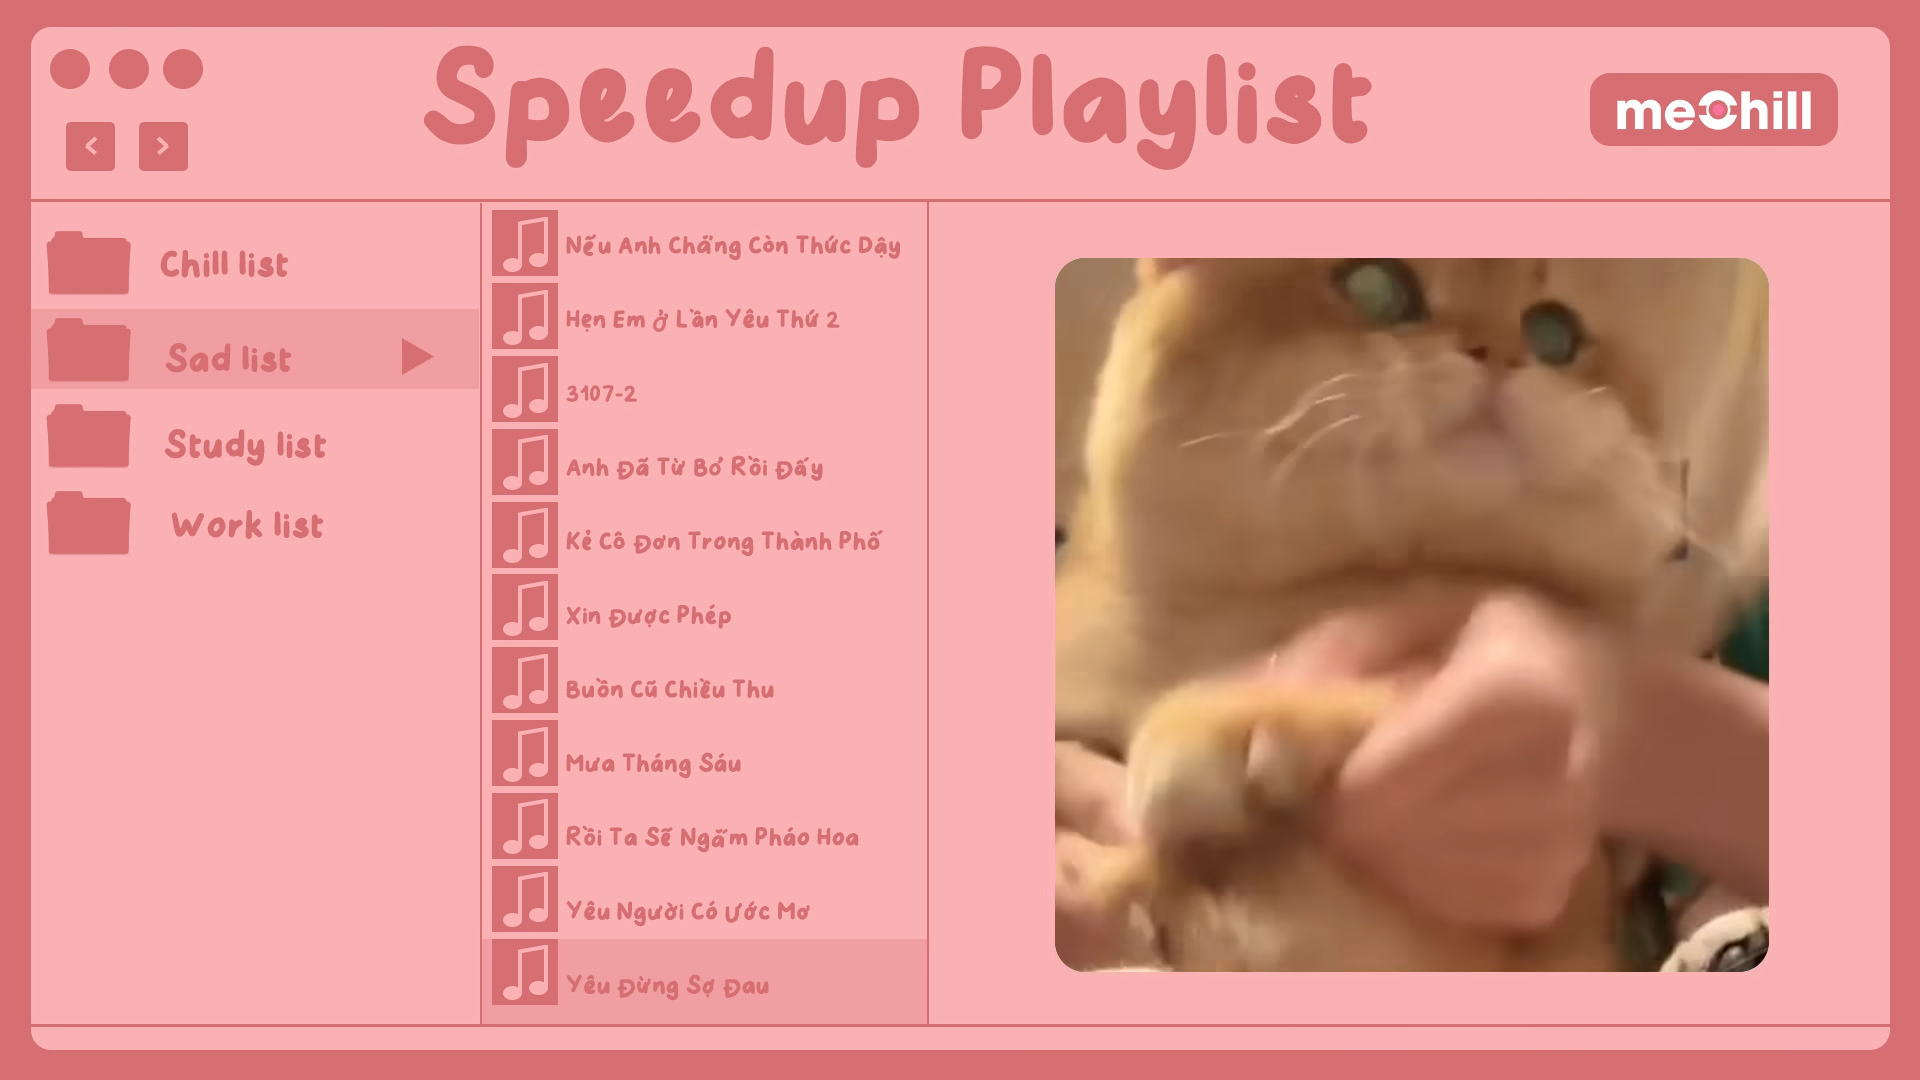 Speedup Playlist
meChill
Chill list
Sad list
Study list
Work list
Nếu Anh Chẳng Còn Thức Dậy
Hẹn Em ở Lần Yêu Thứ 2
3107-2
Anh Đã Từ Bỏ Rồi Đấy
Kẻ Cô Đơn Trong Thành Phố
Xin Được Phép
Buồn Cũ Chiều Thu
Mưa Tháng Sáu
Rồi Ta Sẽ Ngắm Pháo Hoa
Yêu Người Có Ước Mơ
Yêu Đừng Sợ Đau